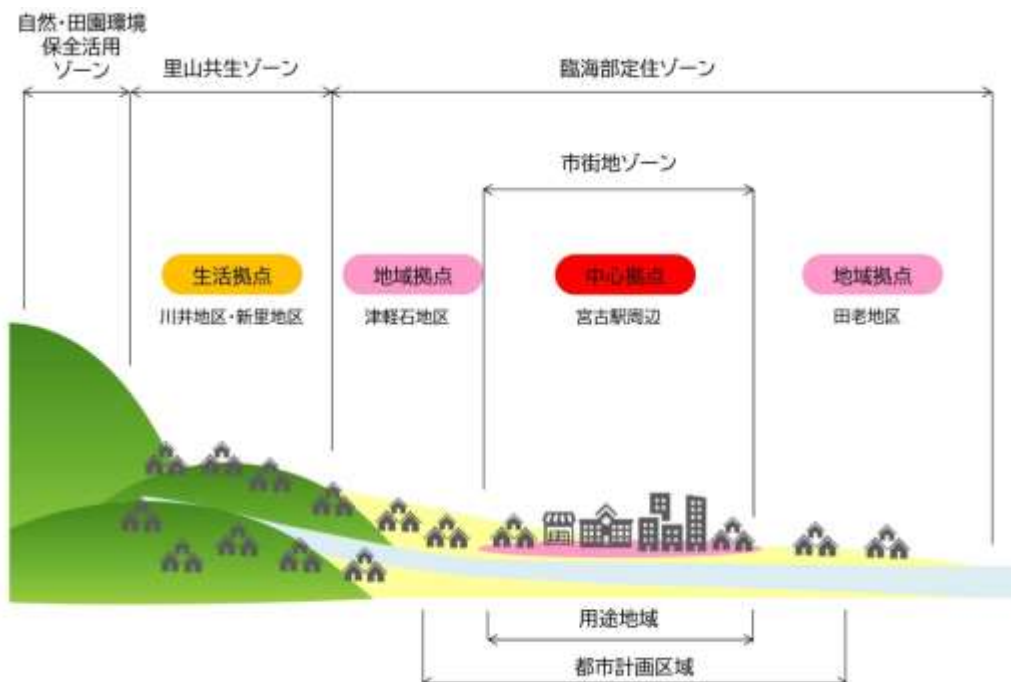 自然・田園環境
保全活用
ゾーン
里山共生ゾーン
臨海部定住ゾーン
市街地ゾーン
生活拠点
地域拠点
中心拠点
地域拠点
川井地区・新里地区
津軽石地区
宮古駅周辺
田老地区
用途地域
都市計画区域